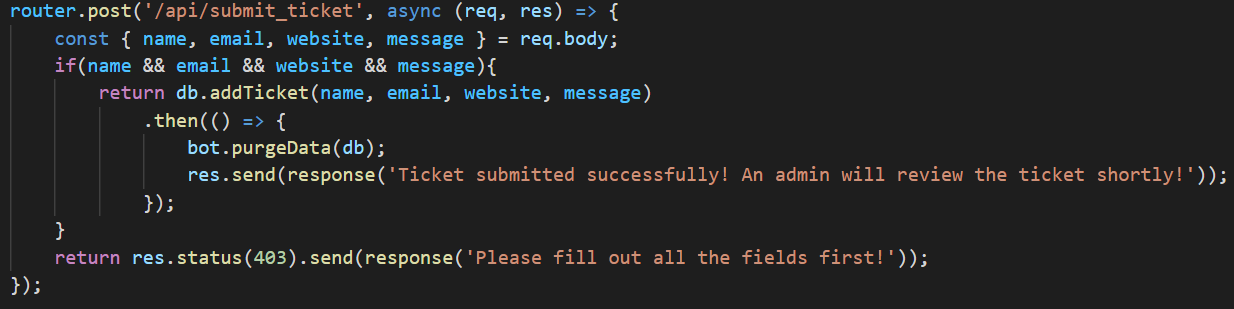 router.post('/api/submit_ticket', async (req, res) => {
    const { name, email, website, message } = req.body;
    if(name && email && website && message){
        return db.addTicket(name, email, website, message)
            .then(() => {
                bot.purgeData(db);
                res.send(response('Ticket submitted successfully! An admin will review the ticket shortly!'));
            });
    }
    return res.status(403).send(response('Please fill out all the fields first!'));
});